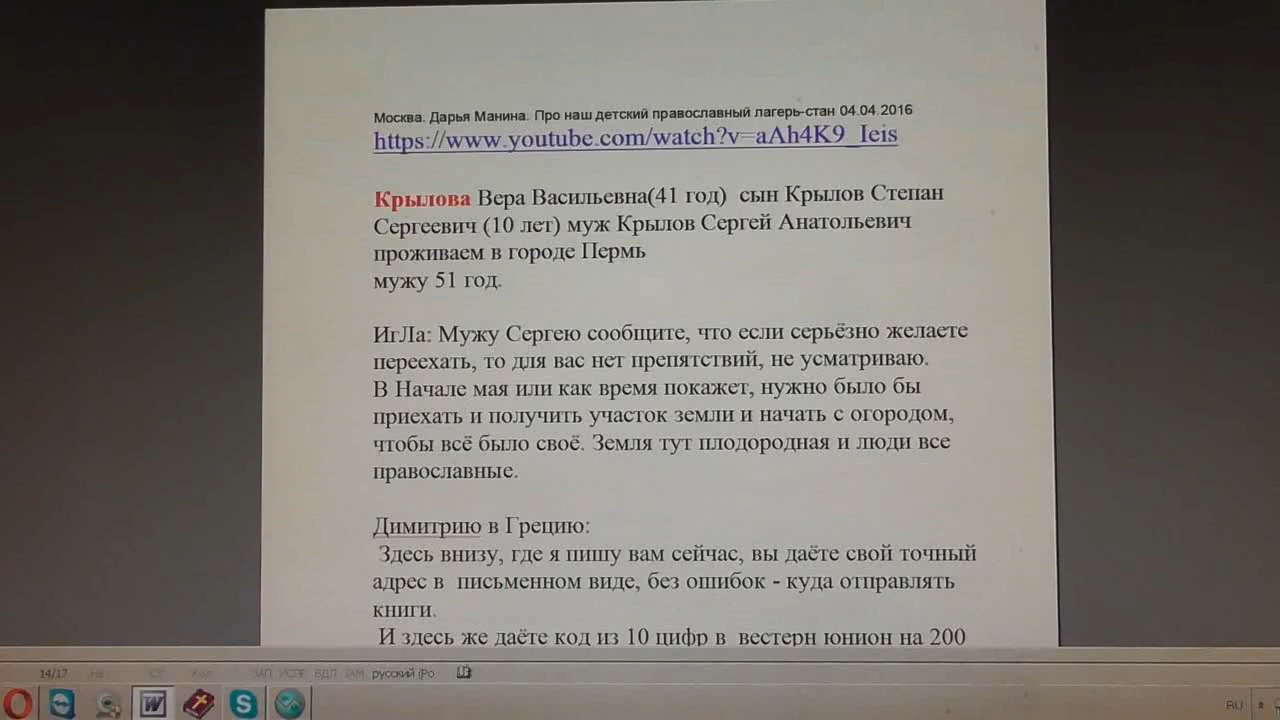 Москва. Дарья Манина. Про наш детский православный лагерь-стан 04.04.2016
https://www.youtube.com/watch?v=aAh4K9_Ieis
Крылова Вера Васильевна(41 год) сын Крылов Степан
Сергеевич (10 лет) муж Крылов Сергей Анатольевич
проживаем в городе Пермь
мужу 51 год.
ИгЛа: Мужу Сергею сообщите, что если серьёзно желаете
переехать, то для вас нет препятствий, не усматриваю.
В Начале мая или как время покажет, нужно было бы
приехать и получить участок земли и начать с огородом,
чтобы всё было своё. Земля тут плодородная и люди все
православные.
Димитрию в Грецию:
Здесь внизу, где я пишу вам сейчас, вы даёте свой точный
адрес в письменном виде, без ошибок - куда отправлять
книги.
И здесь же даёте код из 10 цифр в вестерн юнион на 200
14/17 ЗАП ИСПР ВДЛ ЗАМ русский (Ро
RU